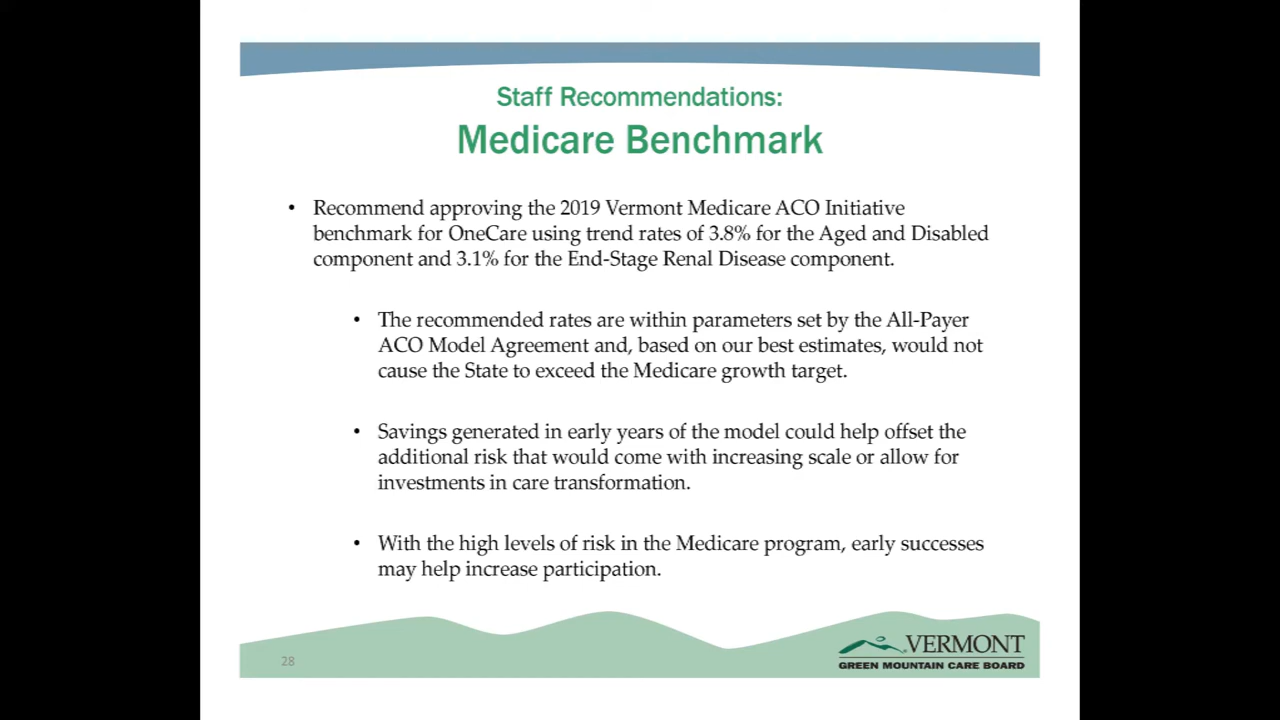 Staff Recommendations:
Medicare Benchmark
• Recommend approving the 2019 Vermont Medicare ACO Initiative
benchmark for OneCare using trend rates of 3.8% for the Aged and Disabled
component and 3.1% for the End-Stage Renal Disease component.
• The recommended rates are within parameters set by the All-Payer
ACO Model Agreement and, based on our best estimates, would not
cause the State to exceed the Medicare growth target.
• Savings generated in early years of the model could help offset the
additional risk that would come with increasing scale or allow for
investments in care transformation.
• With the high levels of risk in the Medicare program, early successes
may help increase participation.
28
VERMONT
GREEN MOUNTAIN CARE BOARD